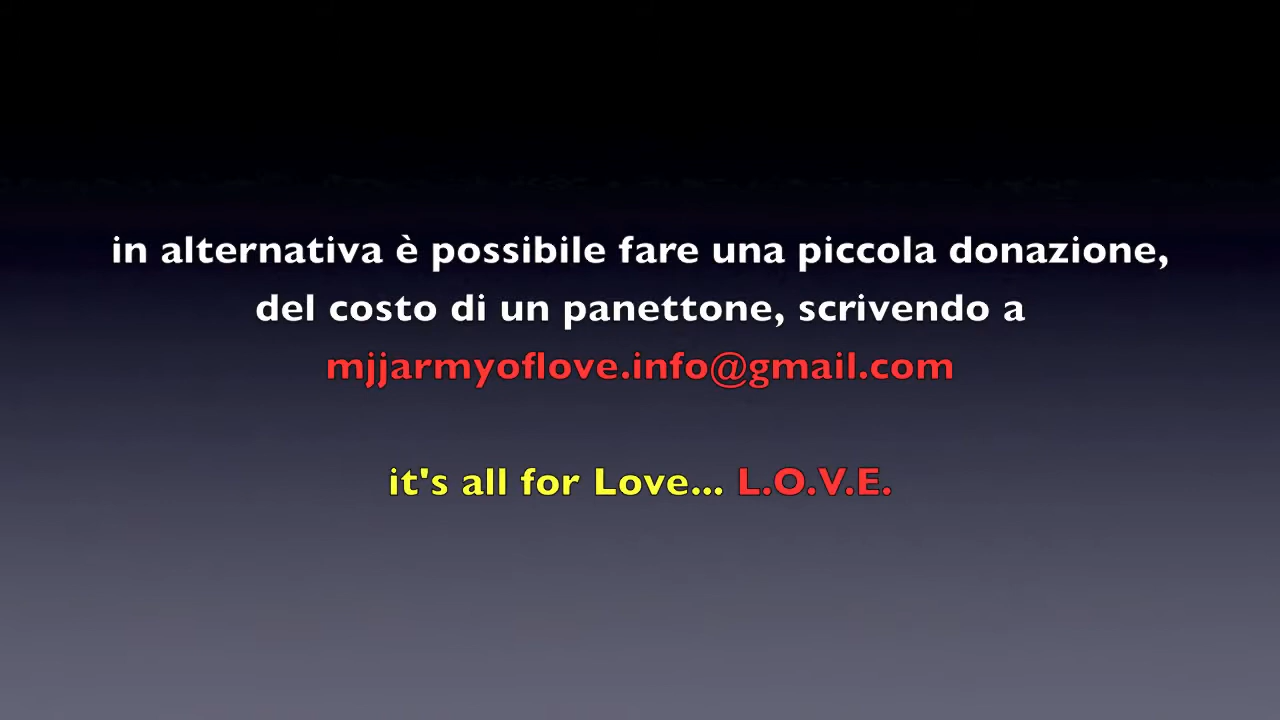 in alternativa è possibile fare una piccola donazione,
del costo di un panettone, scrivendo a
mjjarmyoflove.info@gmail.com
it's all for Love... L.O.V.E.